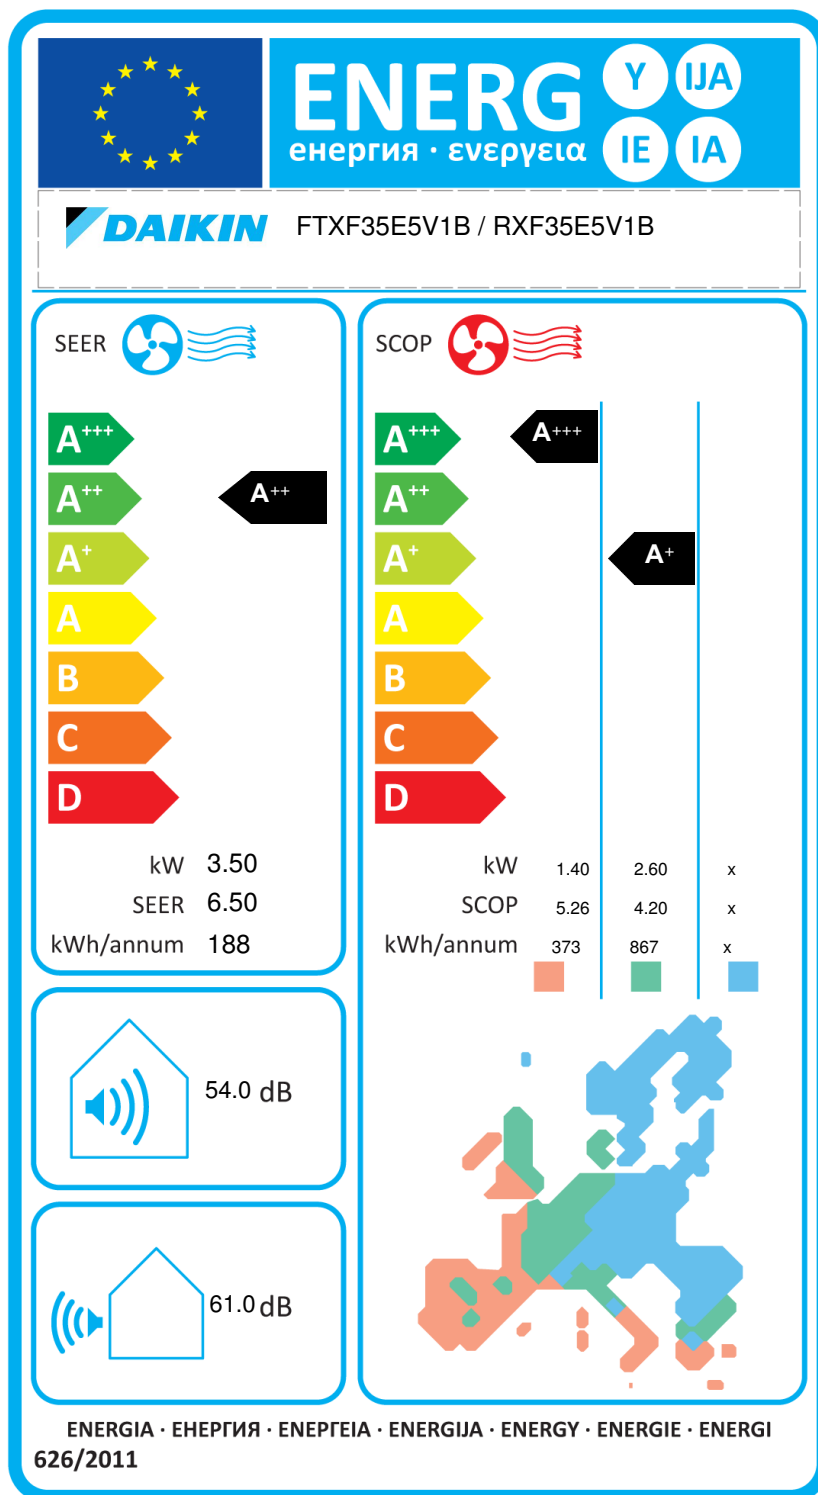 ENERG Y IJA
енергия · ενεργεια IE IA
DAIKIN FTXF35E5V1B / RXF35E5V1B
SEER
A+++
A++
A+
A
B
C
D
A++
kW 3.50
SEER 6.50
kWh/annum 188
SCOP
A+++
A++
A+
A
B
C
D
A+++
A+
kW 1.40 2.60 x
SCOP 5.26 4.20 x
kWh/annum 373 867 x
54.0 dB
61.0 dB
ENERGIA · ЕНЕРГИЯ · ΕΝΕΡΓΕΙΑ · ENERGIJA · ENERGY · ENERGIE · ENERGI
626/2011